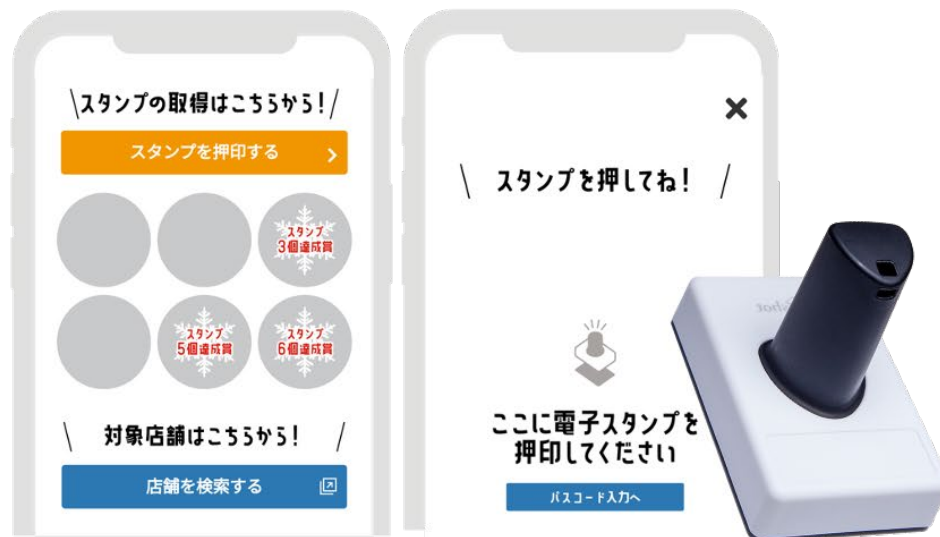 スタンプの取得はこちらから!
スタンプを押印する
スタンプ
3個達成賞
スタンプ
5個達成賞
スタンプ
6個達成賞
対象店舗はこちらから!
店舗を検索する
スタンプを押してね!
ここに電子スタンプを
押印してください
パスコード入力へ